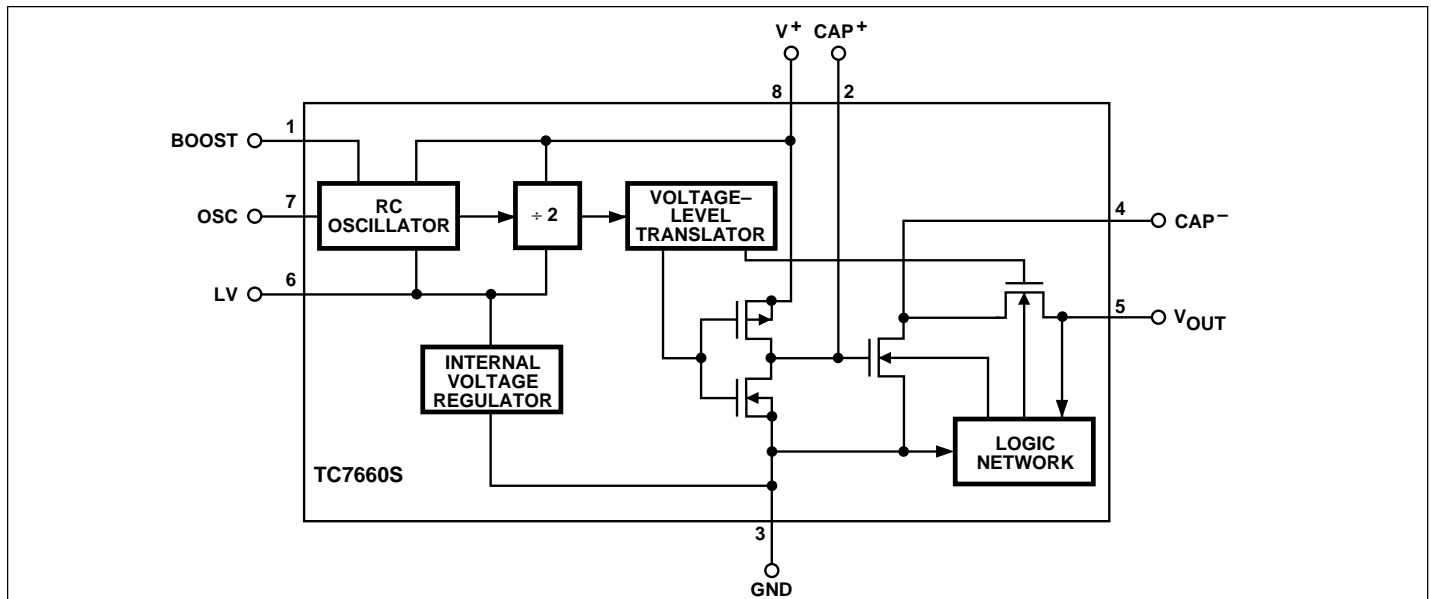 V+ CAP+
8 2
BOOST 1
RC
OSCILLATOR
÷ 2
VOLTAGE–
LEVEL
TRANSLATOR
OSC 7
4 CAP–
LV 6
5 VOUT
INTERNAL
VOLTAGE
REGULATOR
LOGIC
NETWORK
TC7660S
3
GND